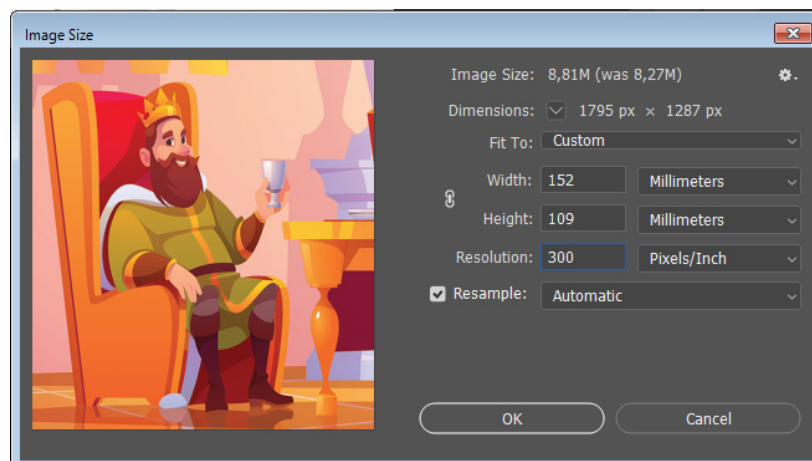 Image Size
Image Size: 8,81M (was 8,27M)
Dimensions: 1795 px × 1287 px
Fit To: Custom
Width: 152 Millimeters
Height: 109 Millimeters
Resolution: 300 Pixels/Inch
Resample: Automatic
OK Cancel